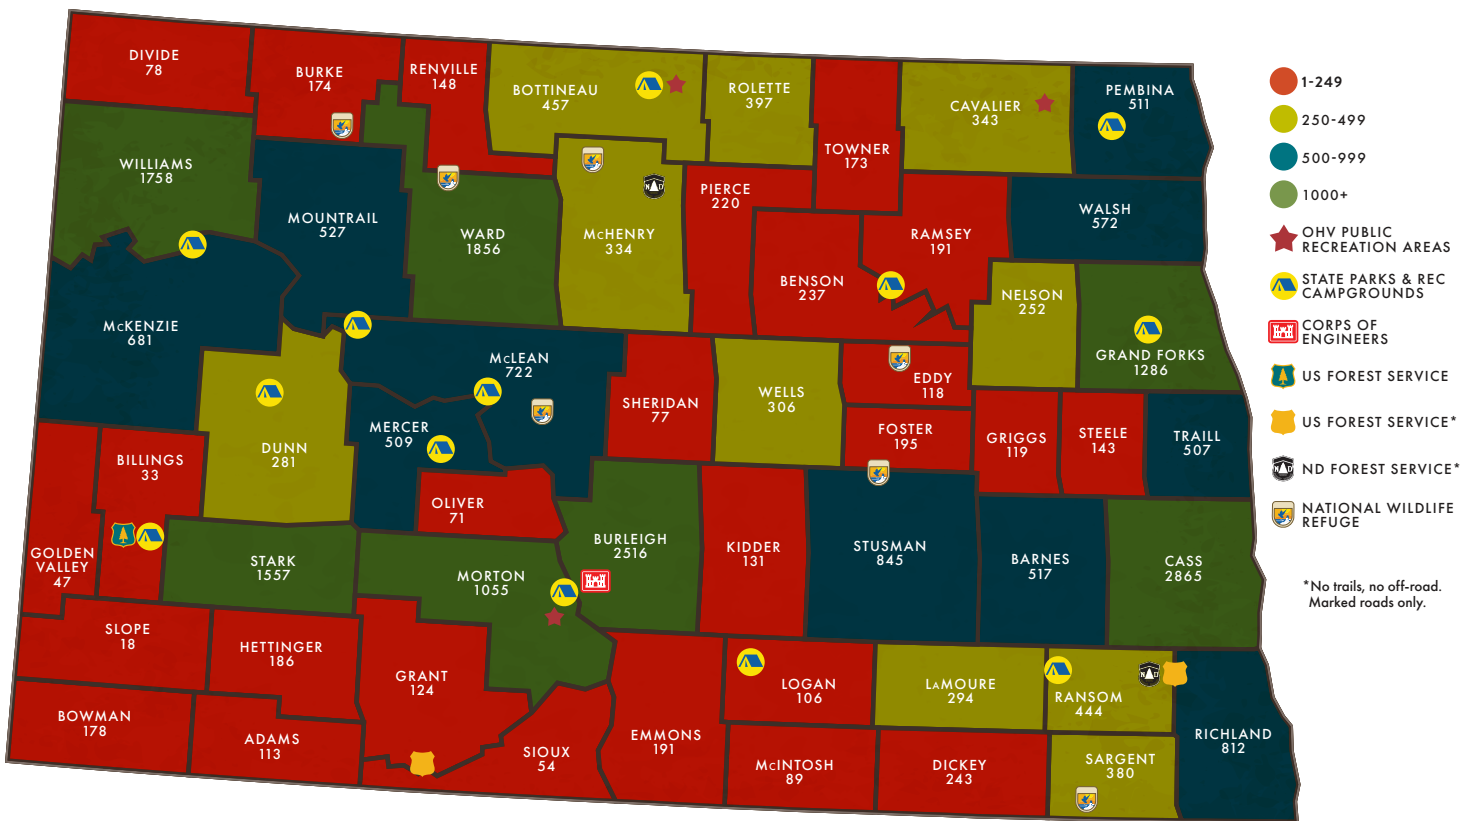 DIVIDE
78
BURKE
174
RENVILLE
148
BOTTINEAU
457
ROLETTE
397
TOWNER
173
CAVALIER
343
PEMBINA
511
WILLIAMS
1758
MOUNTRAIL
527
WARD
1856
McHENRY
334
PIERCE
220
BENSON
237
RAMSEY
191
WALSH
572
NELSON
252
GRAND FORKS
1286
McKENZIE
681
DUNN
281
McLEAN
722
MERCER
509
SHERIDAN
77
WELLS
306
EDDY
118
FOSTER
195
GRIGGS
119
STEELE
143
TRAILL
507
BILLINGS
33
GOLDEN
VALLEY
47
STARK
1557
OLIVER
71
MORTON
1055
BURLEIGH
2516
KIDDER
131
STUSMAN
845
BARNES
517
CASS
2865
SLOPE
18
HETTINGER
186
GRANT
124
BOWMAN
178
ADAMS
113
SIOUX
54
EMMONS
191
LOGAN
106
McINTOSH
89
LAMOURE
294
DICKEY
243
RANSOM
444
SARGENT
380
RICHLAND
812
1-249
250-499
500-999
1000+
OHV PUBLIC
RECREATION AREAS
STATE PARKS & REC
CAMPGROUNDS
CORPS OF
ENGINEERS
US FOREST SERVICE
US FOREST SERVICE*
ND FOREST SERVICE*
NATIONAL WILDLIFE
REFUGE
*No trails, no off-road.
Marked roads only.